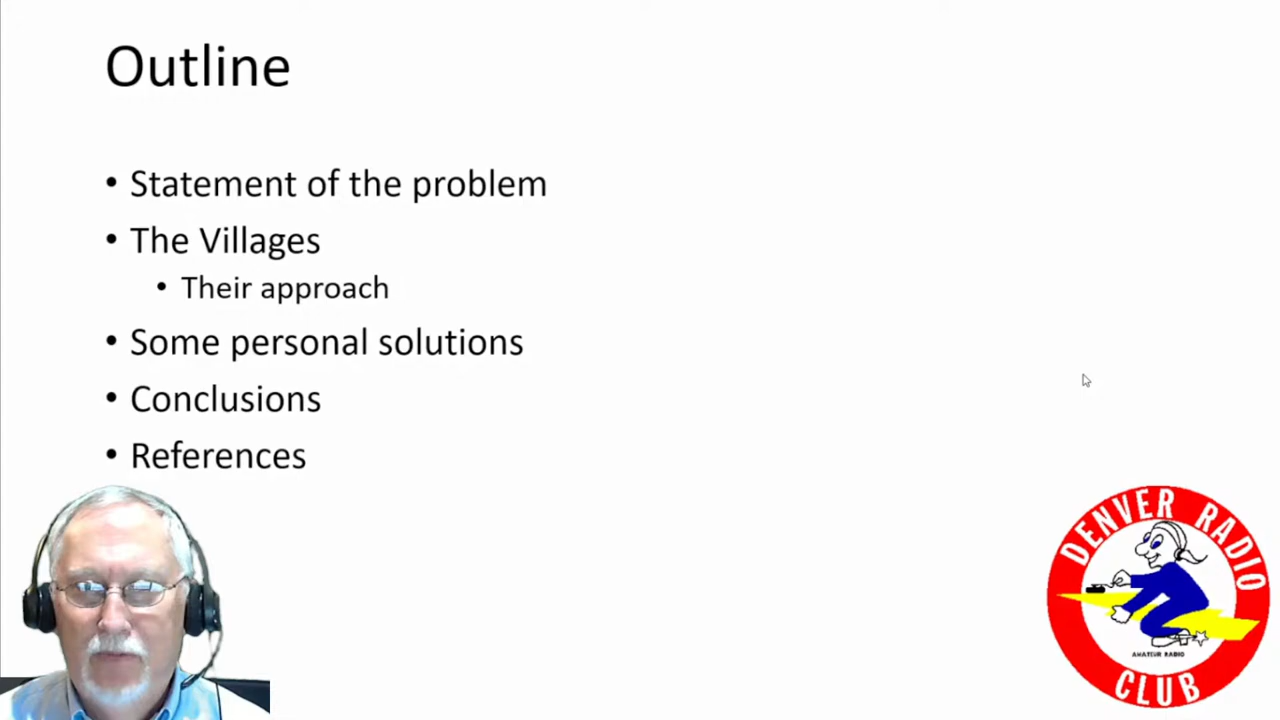 Outline
• Statement of the problem
• The Villages
• Their approach
• Some personal solutions
• Conclusions
• References
DENVER RADIO
AMATEUR RADIO
CLUB